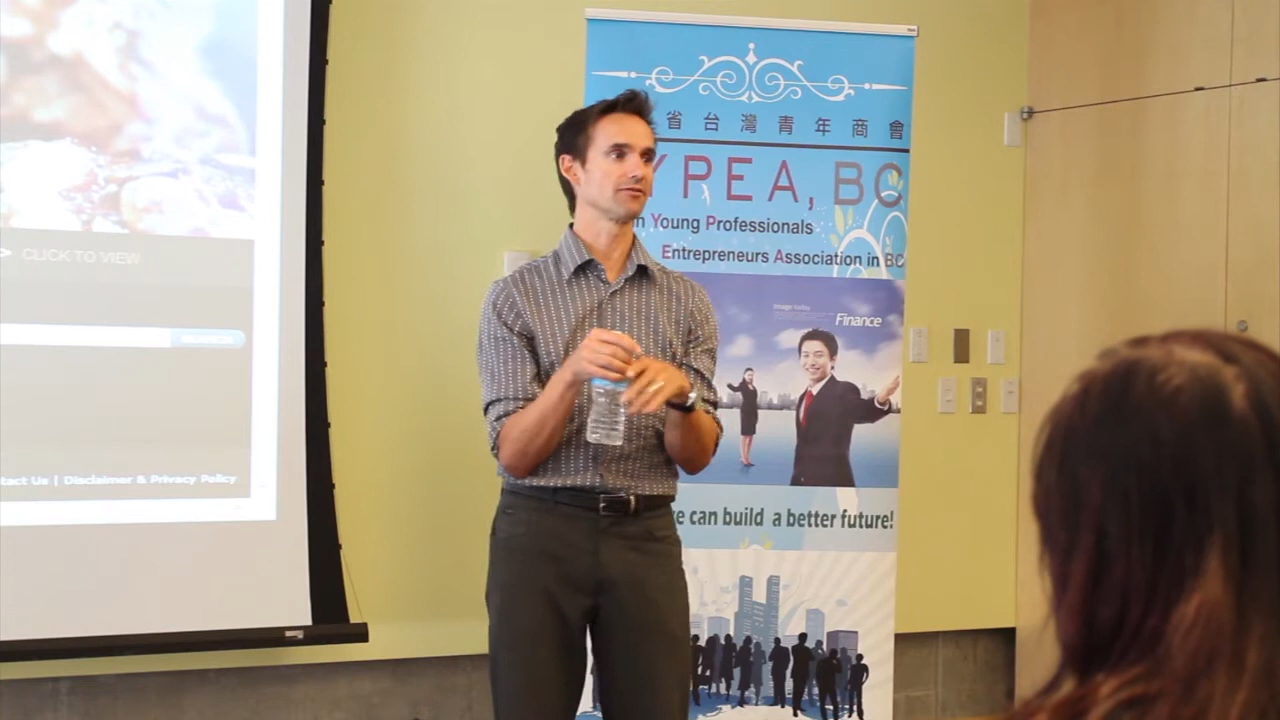 > CLICK TO VIEW
tact Us | Disclaimer & Privacy Policy
省台灣青年商會
YPEA, BC
n Young Professionals
Entrepreneurs Association in BC
Finance
e can build a better future!